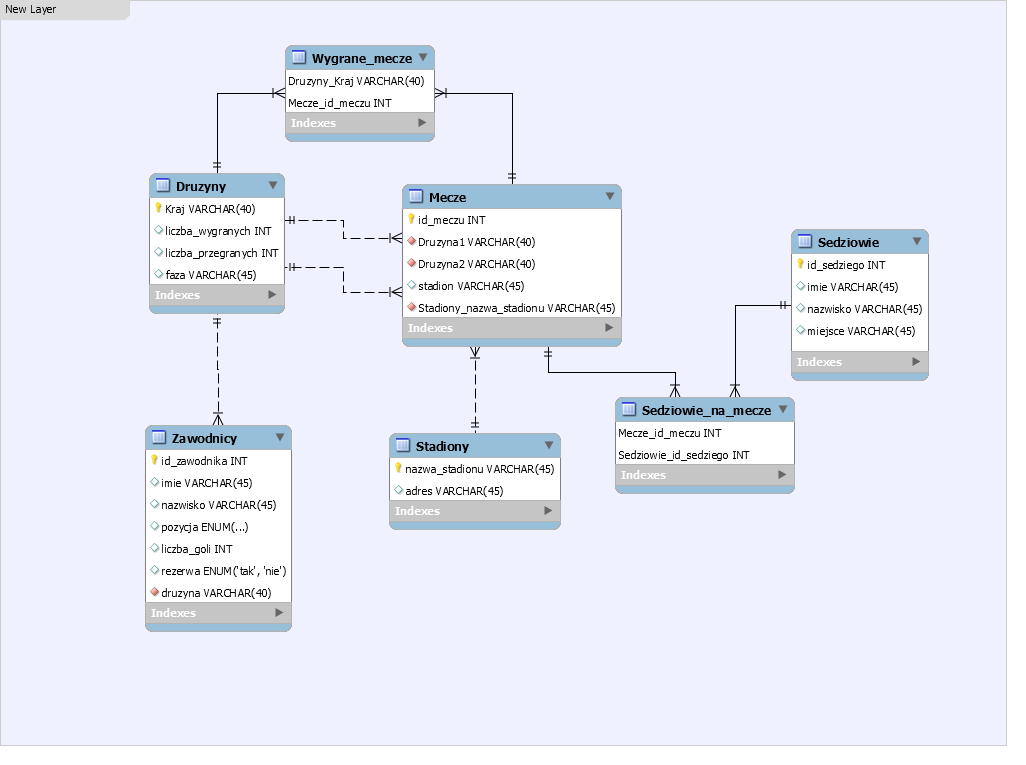 New Layer
Wygrane_mecze
Druzyny_Kraj VARCHAR(40)
Mecze_id_meczu INT
Indexes
Druzyny
Kraj VARCHAR(40)
liczba_wygranych INT
liczba_przegranych INT
faza VARCHAR(45)
Indexes
Mecze
id_meczu INT
Druzyna1 VARCHAR(40)
Druzyna2 VARCHAR(40)
stadion VARCHAR(45)
Stadiony_nazwa_stadionu VARCHAR(45)
Indexes
Sedziowie
id_sedziego INT
imie VARCHAR(45)
nazwisko VARCHAR(45)
miejsce VARCHAR(45)
Indexes
Zawodnicy
id_zawodnika INT
imie VARCHAR(45)
nazwisko VARCHAR(45)
pozycja ENUM(...)
liczba_goli INT
rezerwa ENUM('tak', 'nie')
druzyna VARCHAR(40)
Indexes
Stadiony
nazwa_stadionu VARCHAR(45)
adres VARCHAR(45)
Indexes
Sedziowie_na_mecze
Mecze_id_meczu INT
Sedziowie_id_sedziego INT
Indexes